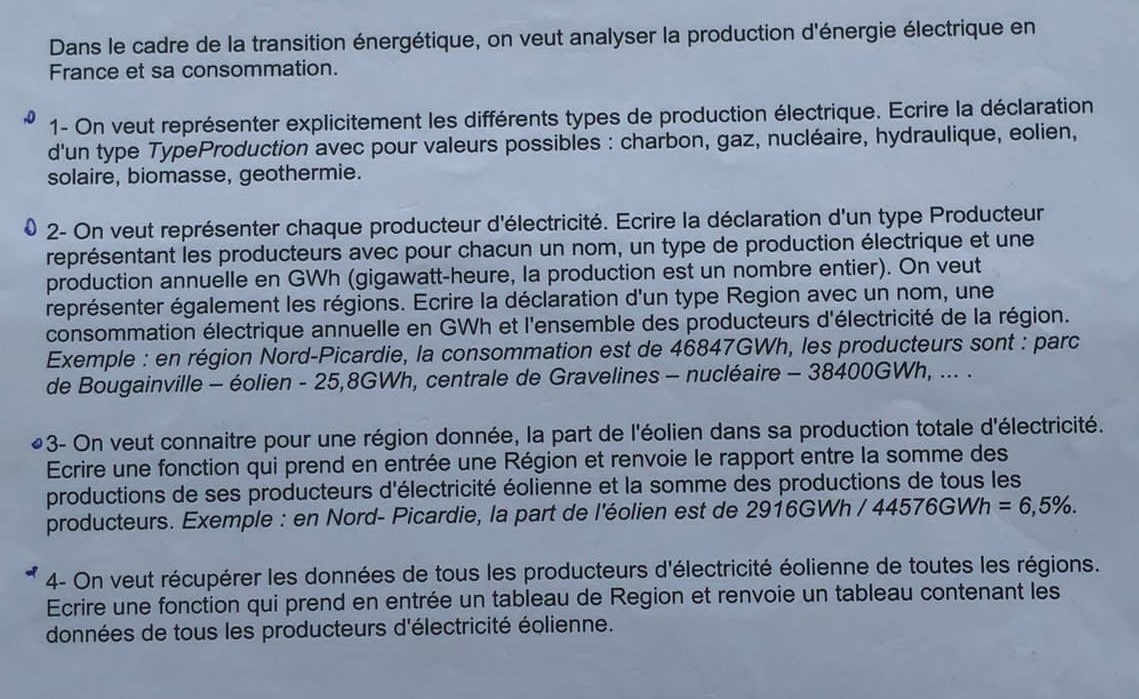 Dans le cadre de la transition énergétique, on veut analyser la production d'énergie électrique en
France et sa consommation.
1- On veut représenter explicitement les différents types de production électrique. Ecrire la déclaration
d'un type TypeProduction avec pour valeurs possibles : charbon, gaz, nucléaire, hydraulique, eolien,
solaire, biomasse, geothermie.
2- On veut représenter chaque producteur d'électricité. Ecrire la déclaration d'un type Producteur
représentant les producteurs avec pour chacun un nom, un type de production électrique et une
production annuelle en GWh (gigawatt-heure, la production est un nombre entier). On veut
représenter également les régions. Ecrire la déclaration d'un type Region avec un nom, une
consommation électrique annuelle en GWh et l'ensemble des producteurs d'électricité de la région.
Exemple : en région Nord-Picardie, la consommation est de 46847GWh, les producteurs sont : parc
de Bougainville – éolien - 25,8GWh, centrale de Gravelines – nucléaire – 38400GWh, ... .
3- On veut connaitre pour une région donnée, la part de l'éolien dans sa production totale d'électricité.
Ecrire une fonction qui prend en entrée une Région et renvoie le rapport entre la somme des
productions de ses producteurs d'électricité éolienne et la somme des productions de tous les
producteurs. Exemple : en Nord- Picardie, la part de l'éolien est de 2916GWh / 44576GWh = 6,5%.
4- On veut récupérer les données de tous les producteurs d'électricité éolienne de toutes les régions.
Ecrire une fonction qui prend en entrée un tableau de Region et renvoie un tableau contenant les
données de tous les producteurs d'électricité éolienne.